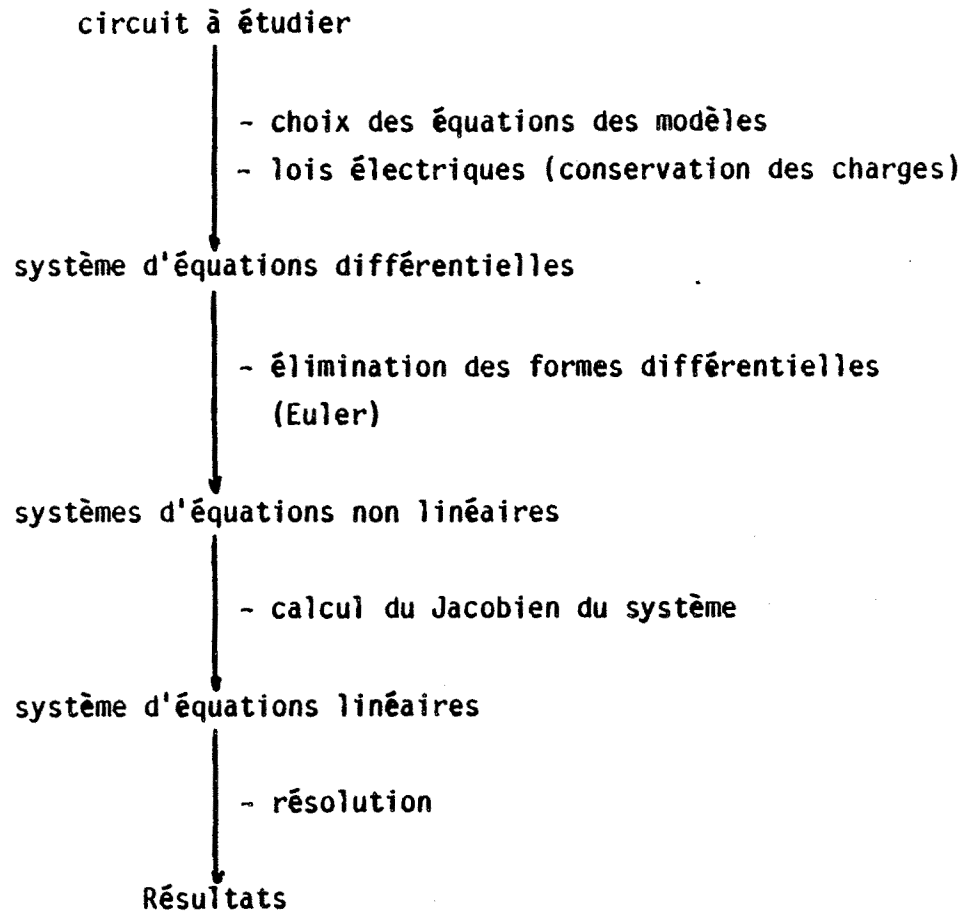 circuit à étudier
- choix des équations des modèles
- lois électriques (conservation des charges)
système d'équations différentielles
- élimination des formes différentielles
(Euler)
systèmes d'équations non linéaires
- calcul du Jacobien du système
système d'équations linéaires
- résolution
Résultats